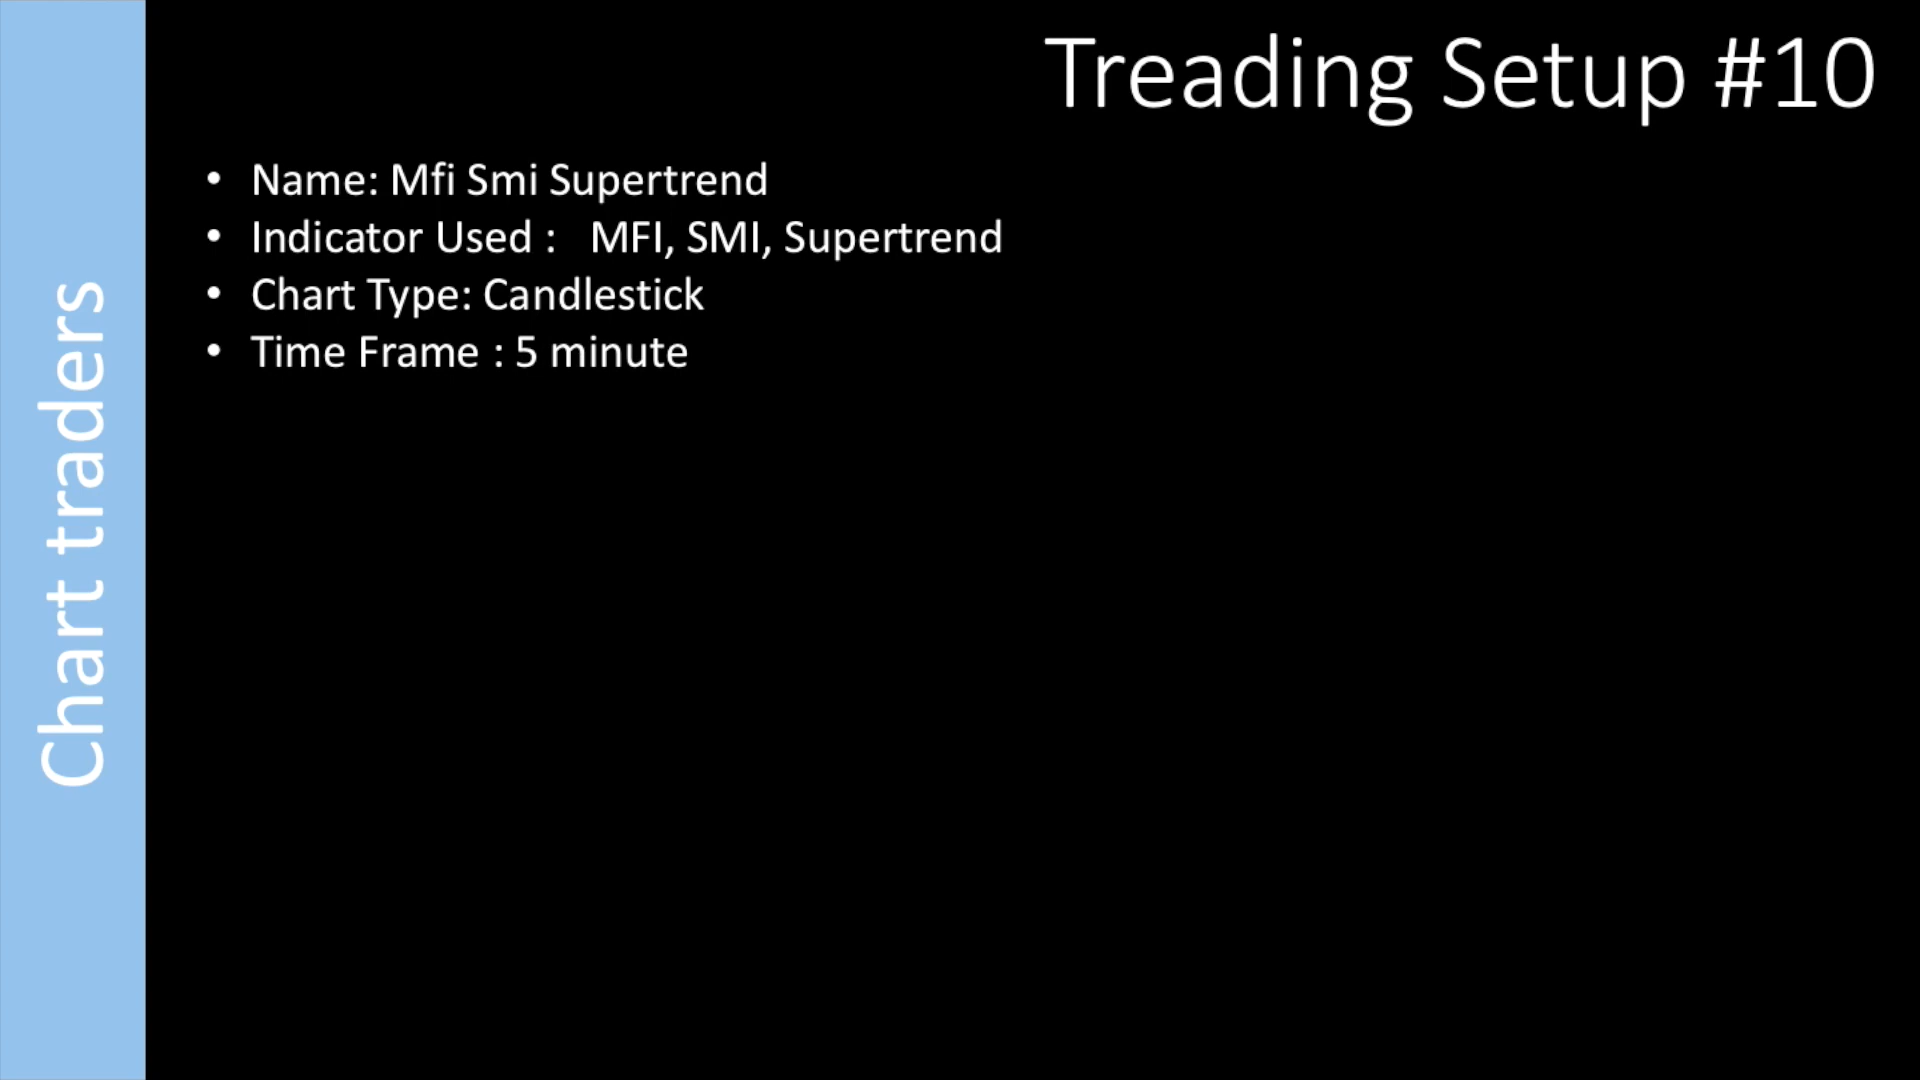 Treading Setup #10
• Name: Mfi Smi Supertrend
• Indicator Used :   MFI, SMI, Supertrend
• Chart Type: Candlestick
• Time Frame : 5 minute
Chart traders